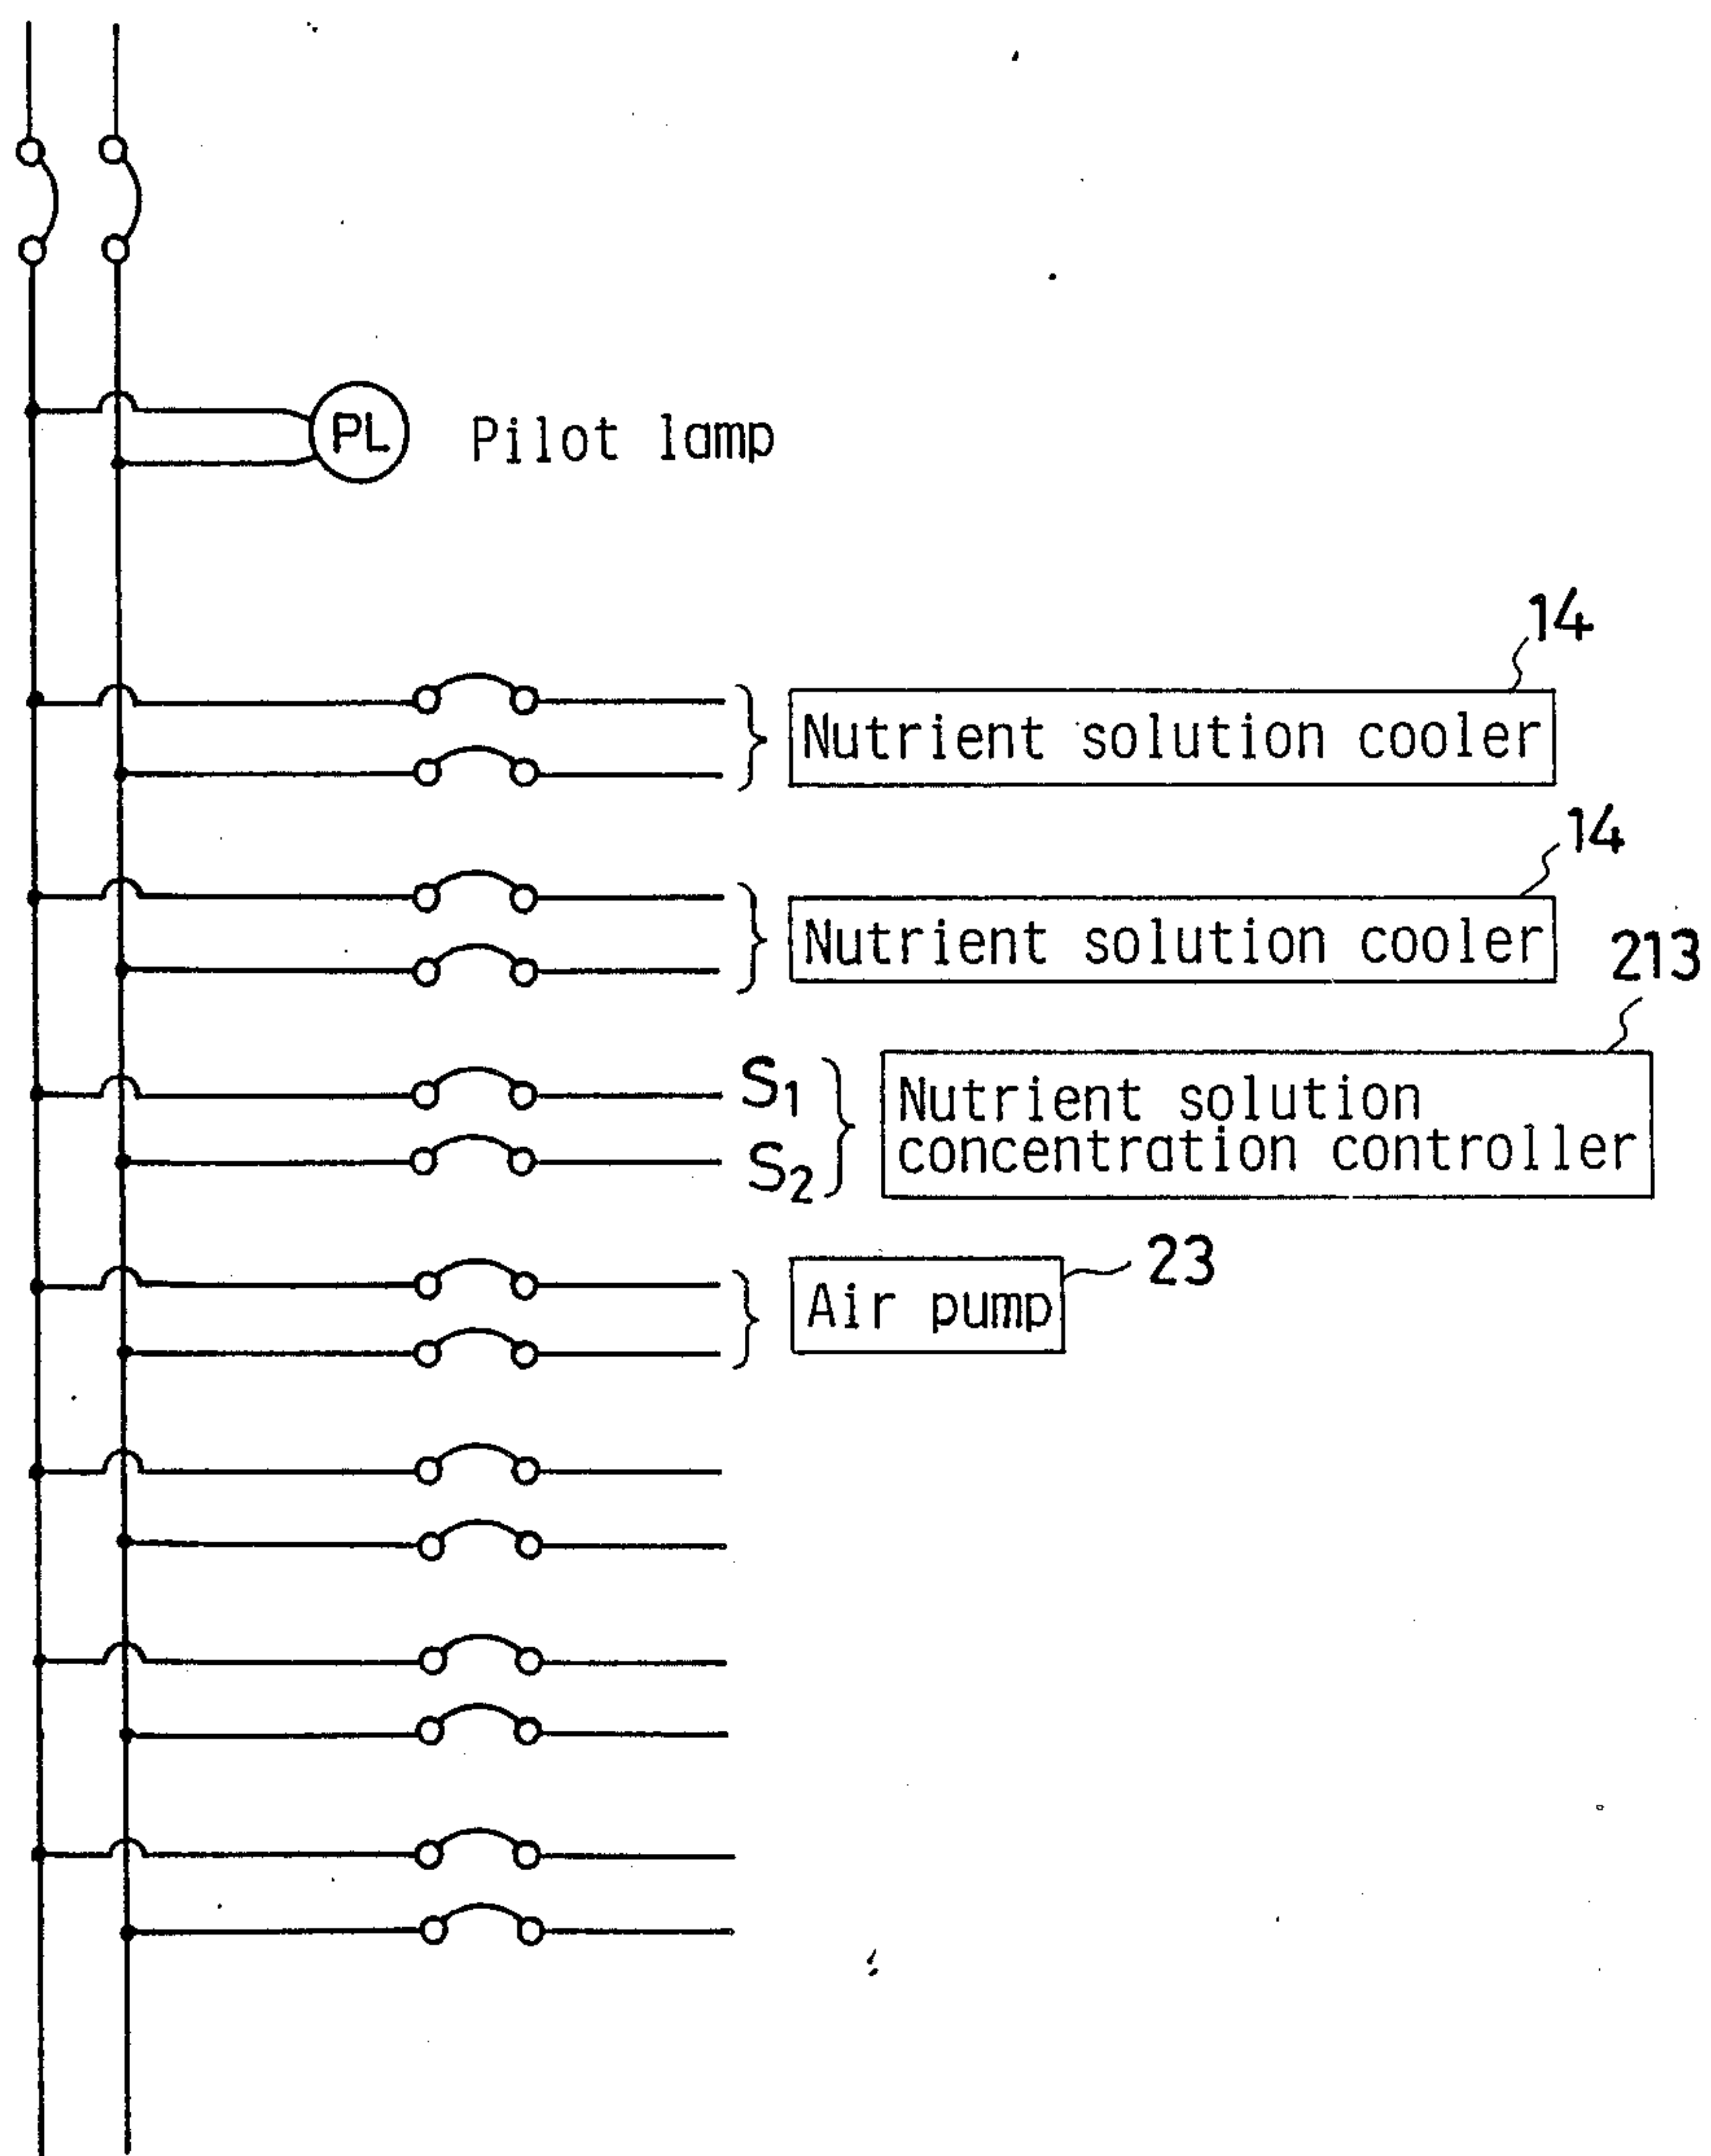 PL Pilot lamp
14
Nutrient solution cooler
14
Nutrient solution cooler
213
S₁
Nutrient solution
concentration controller
S₂
23
Air pump